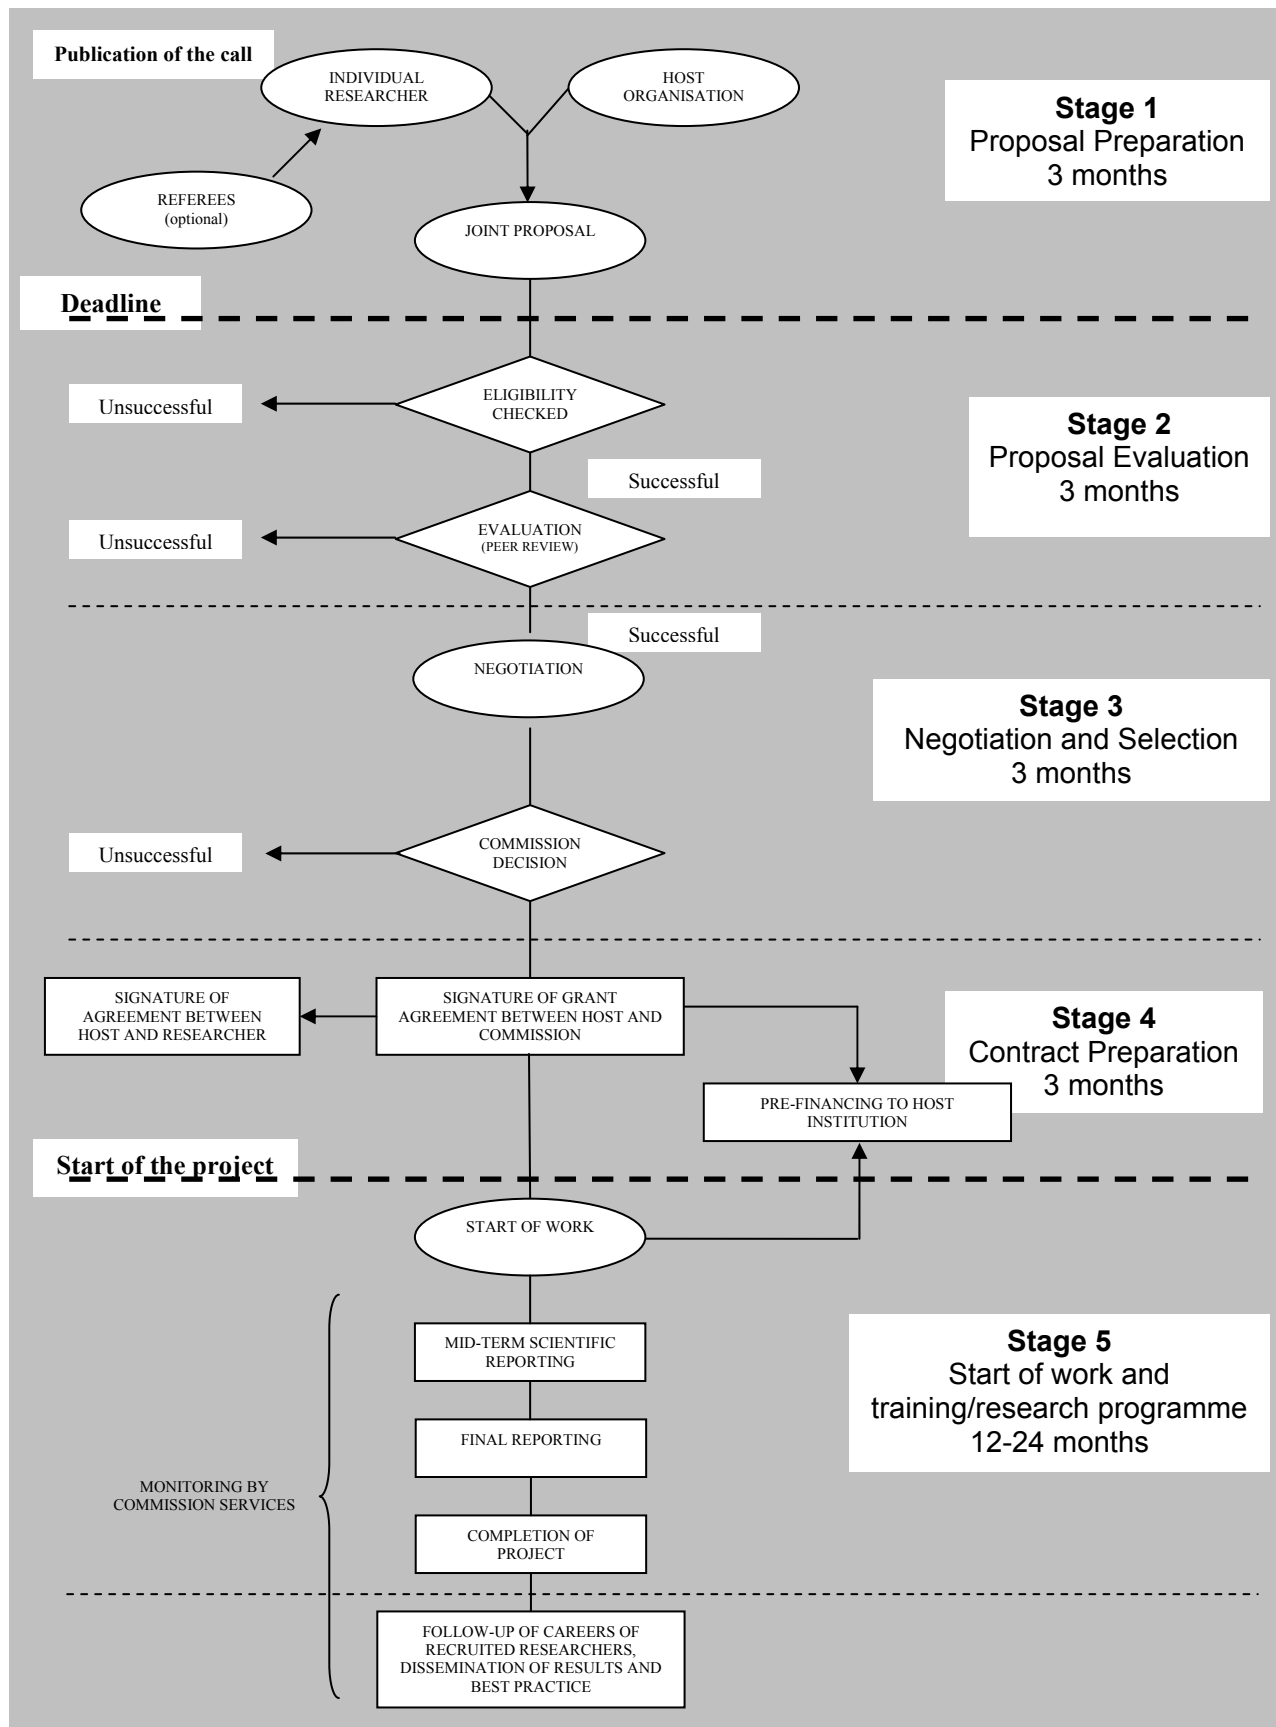 Publication of the call
INDIVIDUAL
RESEARCHER
HOST
ORGANISATION
Stage 1
Proposal Preparation
3 months
REFEREES
(optional)
JOINT PROPOSAL
Deadline
ELIGIBILITY
CHECKED
Unsuccessful
Stage 2
Proposal Evaluation
3 months
Successful
EVALUATION
(PEER REVIEW)
Unsuccessful
Successful
NEGOTIATION
Stage 3
Negotiation and Selection
3 months
COMMISSION
DECISION
Unsuccessful
SIGNATURE OF
AGREEMENT BETWEEN
HOST AND RESEARCHER
SIGNATURE OF GRANT
AGREEMENT BETWEEN HOST AND
COMMISSION
Stage 4
Contract Preparation
3 months
PRE-FINANCING TO HOST
INSTITUTION
Start of the project
START OF WORK
MID-TERM SCIENTIFIC
REPORTING
Stage 5
Start of work and
training/research programme
12-24 months
FINAL REPORTING
MONITORING BY
COMMISSION SERVICES
COMPLETION OF
PROJECT
FOLLOW-UP OF CAREERS OF
RECRUITED RESEARCHERS,
DISSEMINATION OF RESULTS AND
BEST PRACTICE